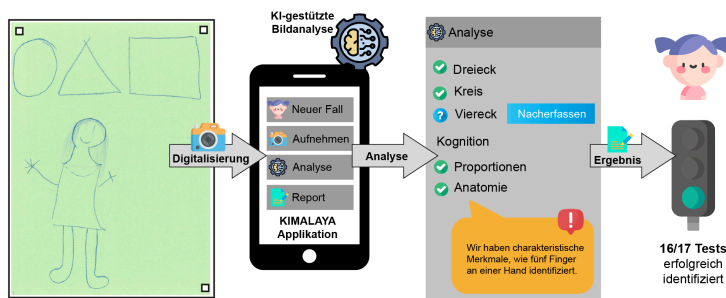 KI-gestützte
Bildanalyse
Digitalisierung
Neuer Fall
Aufnehmen
Analyse
Report
KIMALAYA
Applikation
Analyse
Analyse
Dreieck
Kreis
Viereck
Nacherfassen
Kognition
Proportionen
Anatomie
Wir haben charakteristische
Merkmale, wie fünf Finger
an einer Hand identifiziert.
Ergebnis
16/17 Tests
erfolgreich
identifiziert